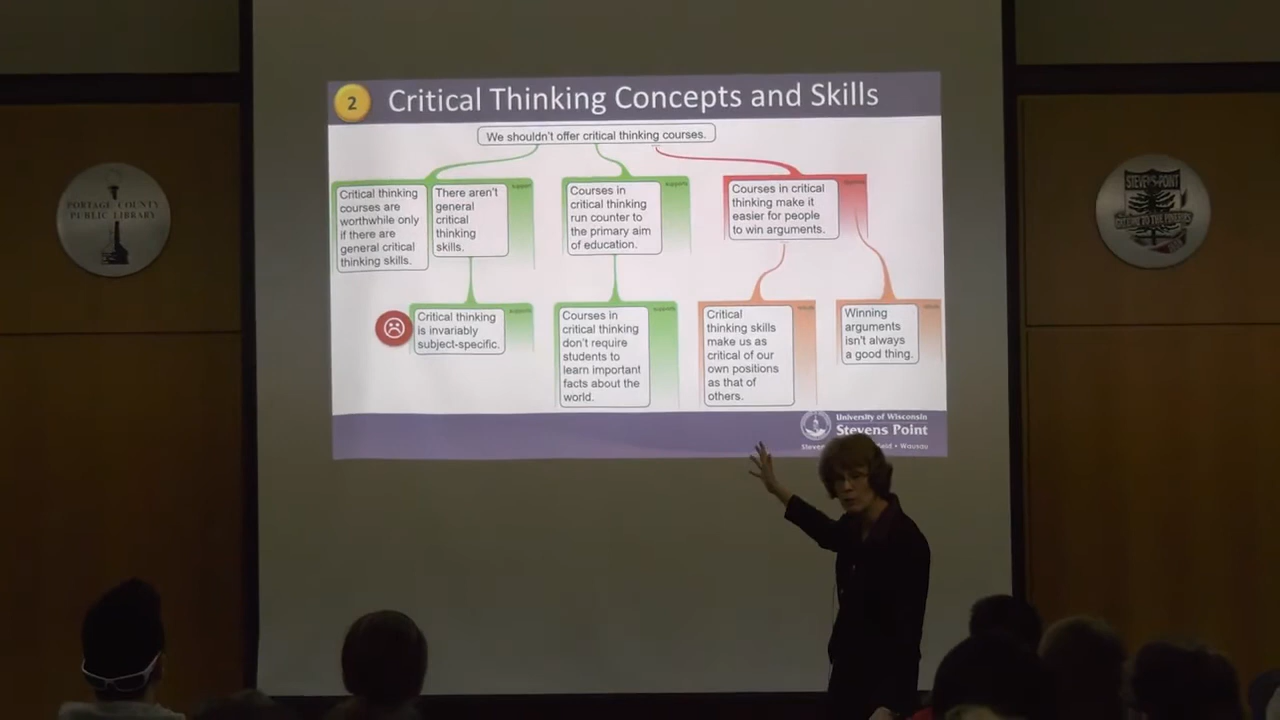 2
Critical Thinking Concepts and Skills
We shouldn't offer critical thinking courses.
Critical thinking
courses are
worthwhile only
if there are
general critical
thinking skills.
There aren't
general
critical
thinking
skills.
Courses in
critical thinking
run counter to
the primary aim
of education.
Courses in critical
thinking make it
easier for people
to win arguments.
Critical thinking
is invariably
subject-specific.
Courses in
critical thinking
don't require
students to
learn important
facts about the
world.
Critical
thinking skills
make us as
critical of our
own positions
as that of
others.
Winning
arguments
isn't always
a good thing.
University of Wisconsin
Stevens Point
Wausau
PORTAGE COUNTY
PUBLIC LIBRARY
STEVENS POINT